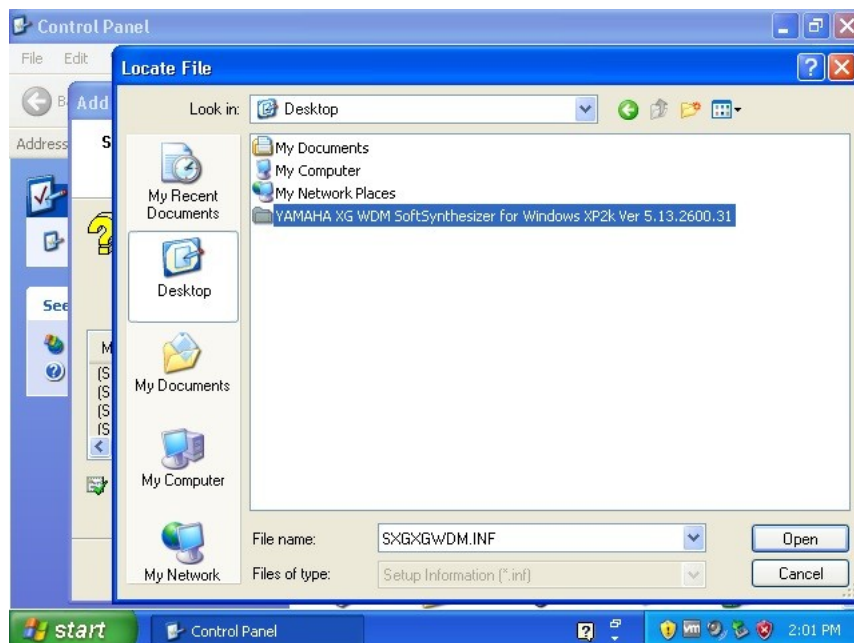 Control Panel
File Edit
Locate File
B
Add
Look in: Desktop
Address
S
My Documents
My Computer
My Network Places
YAMAHA XG WDM SoftSynthesizer for Windows XP2k Ver 5.13.2600.31
My Recent
Documents
Desktop
See
M
My Documents
(S
(S
(S
(S
My Computer
File name: SXGXGWDM.INF Open
My Network Files of type: Setup Information (*.inf) Cancel
start Control Panel 2:01 PM